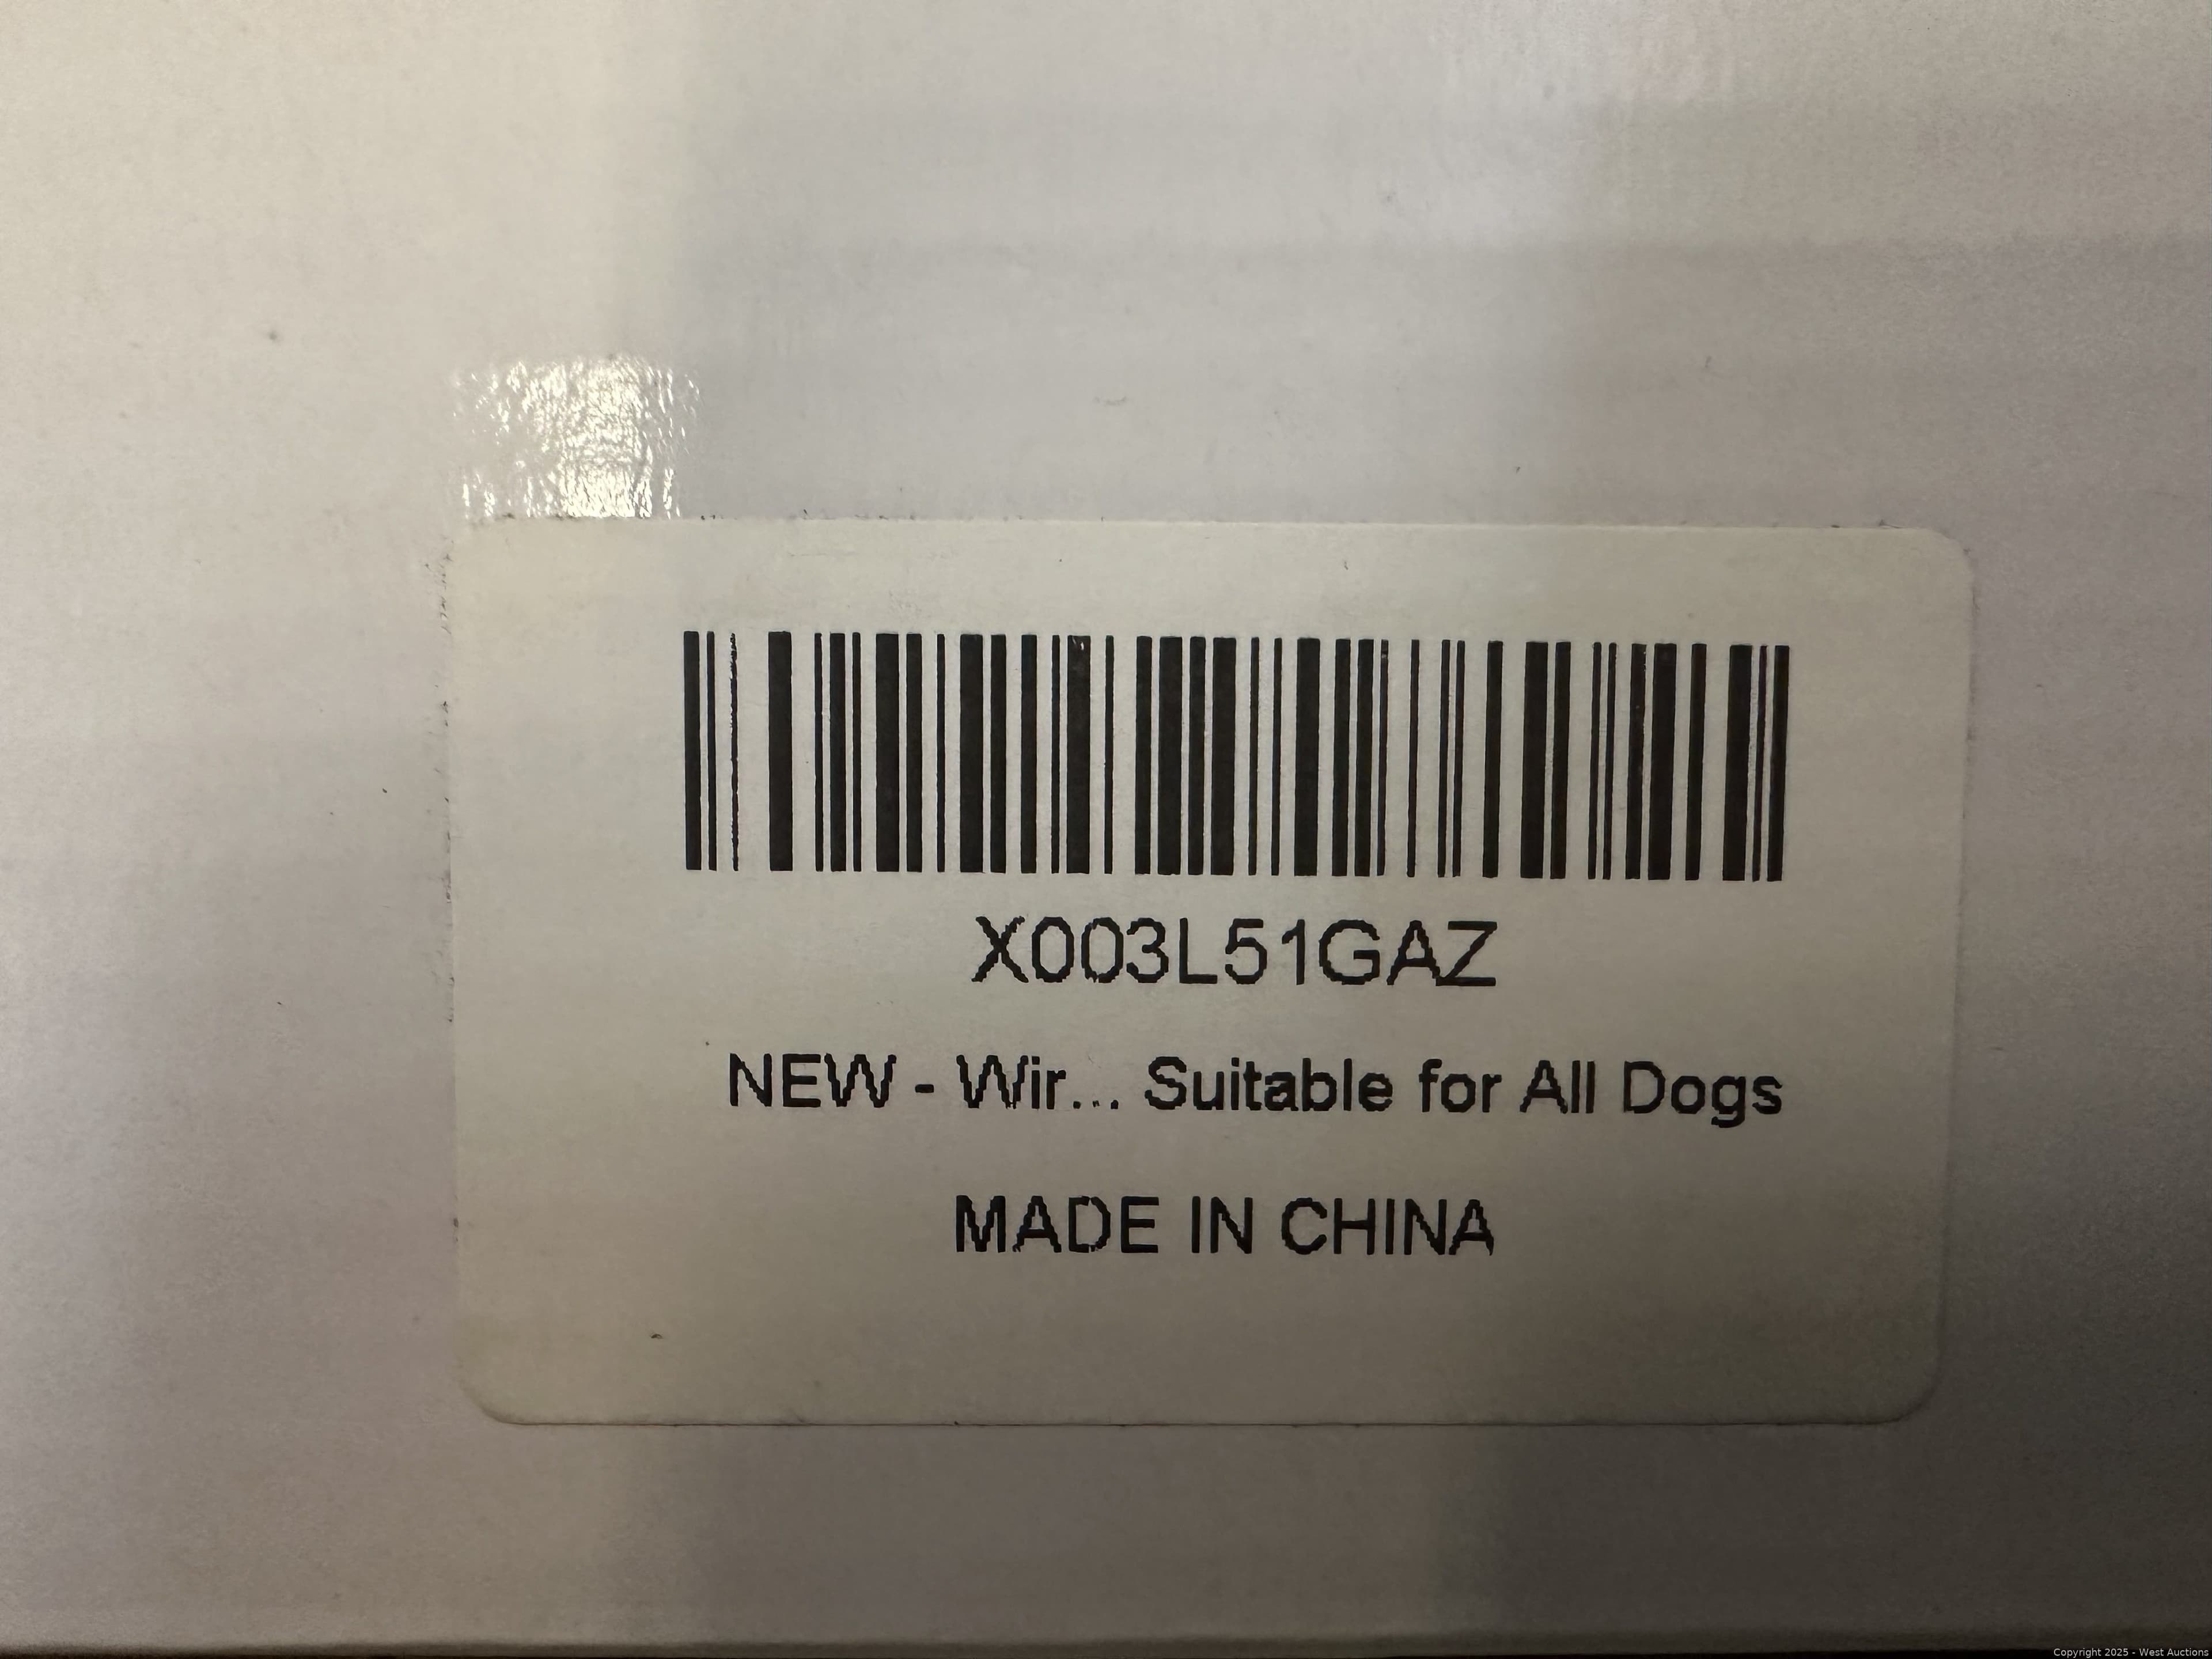 X003L51GAZ
NEW - Wir... Suitable for All Dogs
MADE IN CHINA
Copyright 2025 - West Auctions